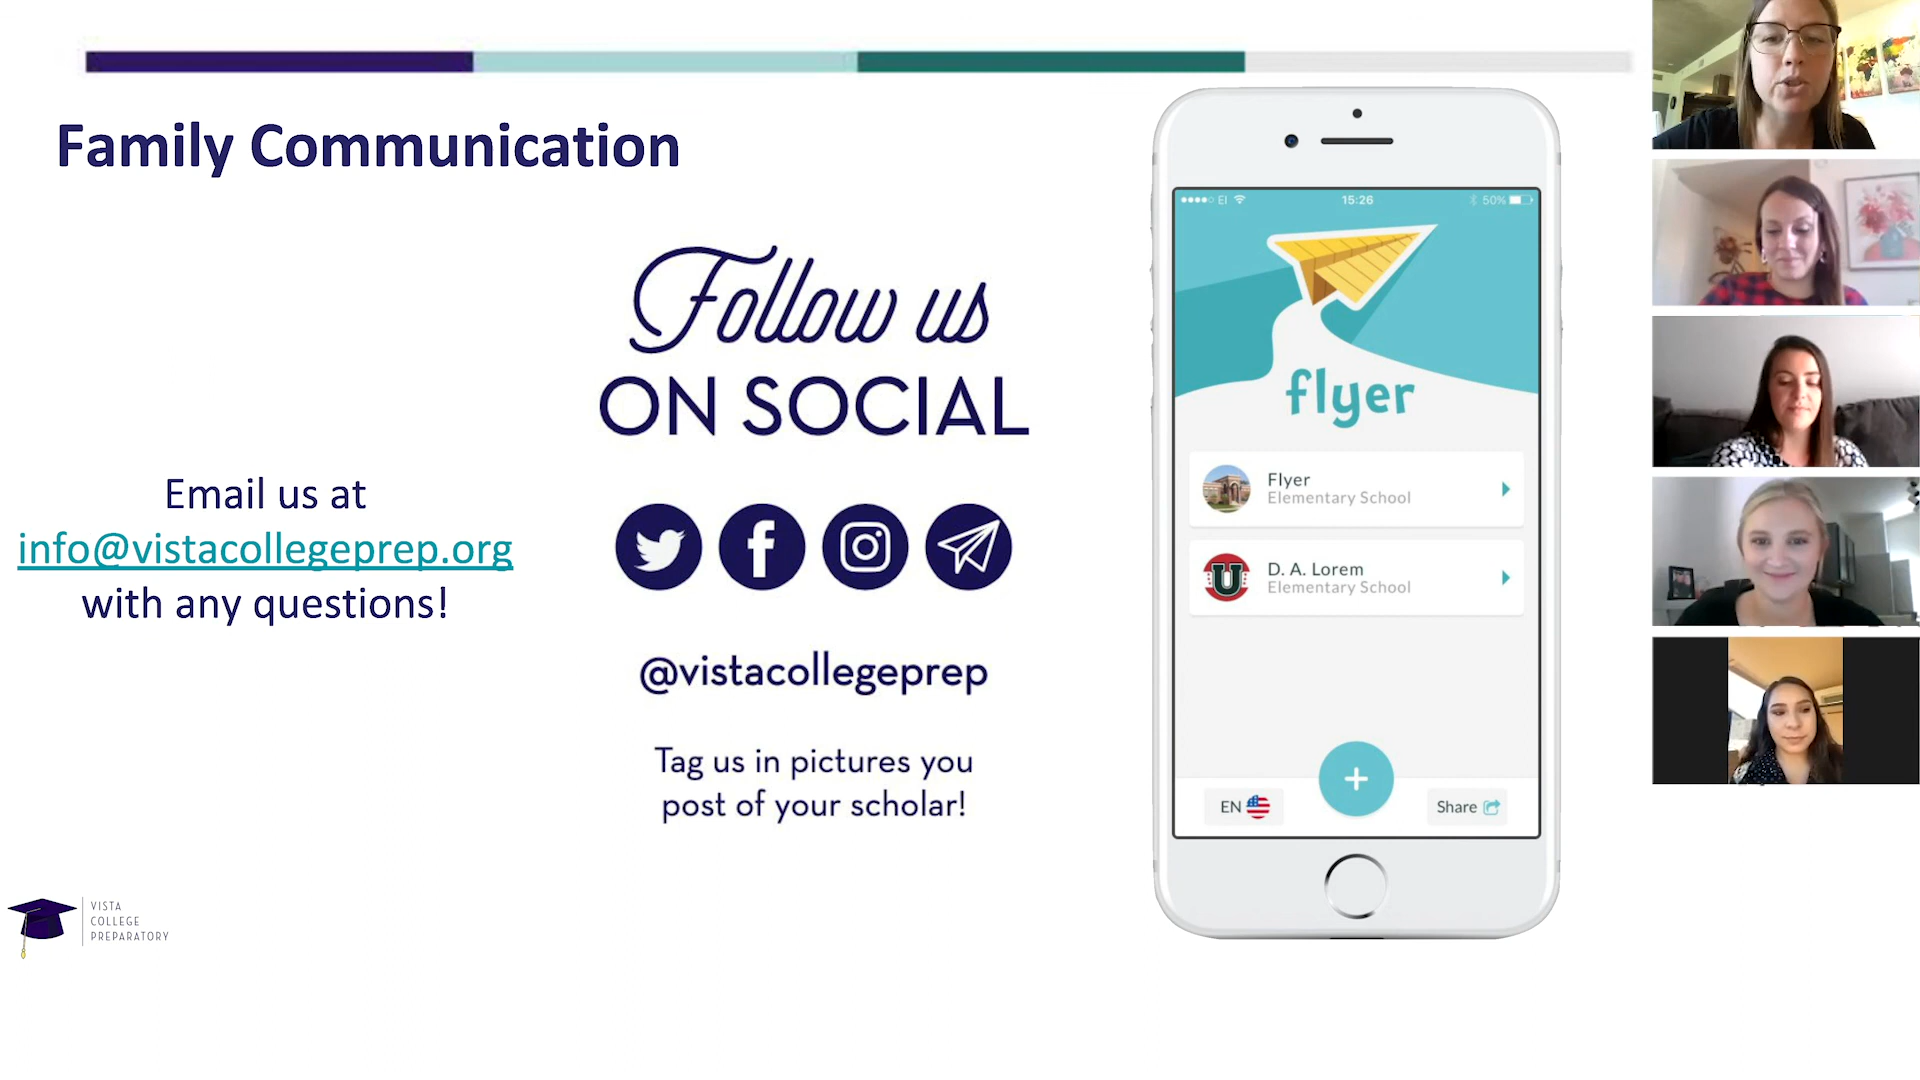 Family Communication
Email us at
info@vistacollegeprep.org
with any questions!
Follow us
ON SOCIAL
@vistacollegeprep
Tag us in pictures you
post of your scholar!
EI
15:26
50%
flyer
Flyer
Elementary School
U
D. A. Lorem
Elementary School
+
EN
Share
VISTA
COLLEGE
PREPARATORY